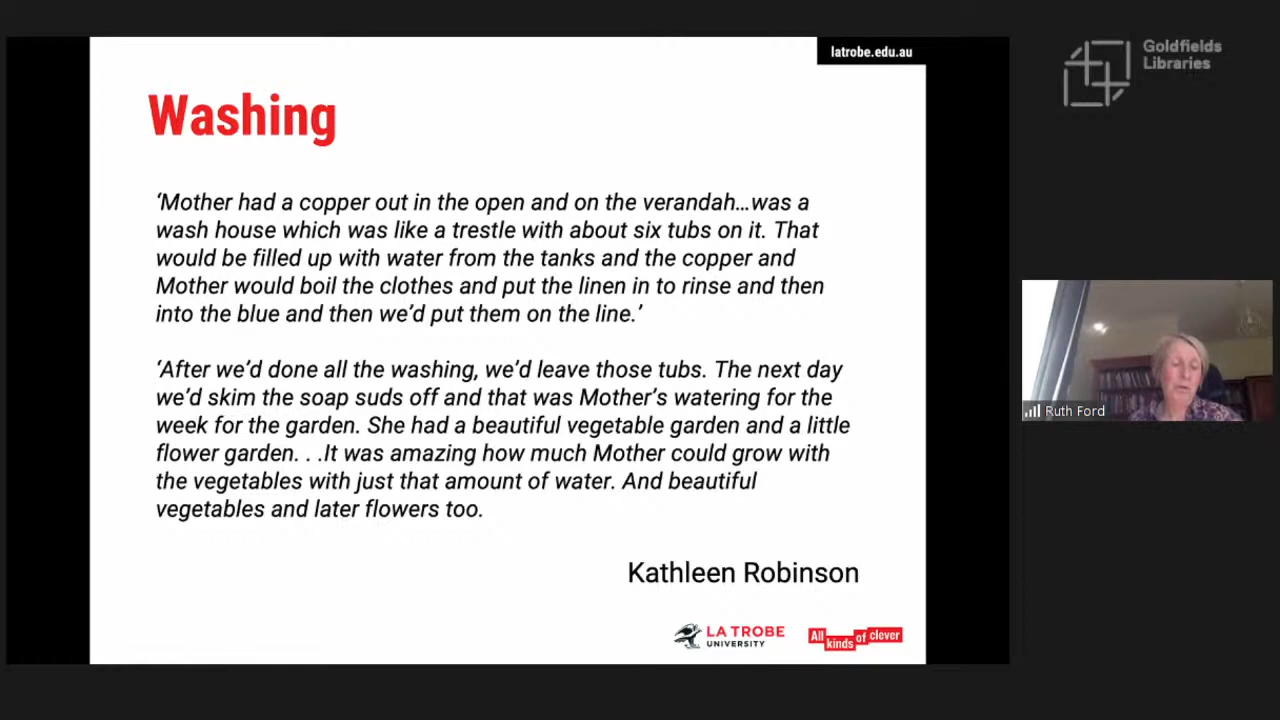 latrobe.edu.au
Goldfields
Libraries
Washing
‘Mother had a copper out in the open and on the verandah…was a
wash house which was like a trestle with about six tubs on it. That
would be filled up with water from the tanks and the copper and
Mother would boil the clothes and put the linen in to rinse and then
into the blue and then we’d put them on the line.’
‘After we’d done all the washing, we’d leave those tubs. The next day
we’d skim the soap suds off and that was Mother’s watering for the
week for the garden. She had a beautiful vegetable garden and a little
flower garden. . .It was amazing how much Mother could grow with
the vegetables with just that amount of water. And beautiful
vegetables and later flowers too.
Kathleen Robinson
LA TROBE
UNIVERSITY
All kinds of clever
Ruth Ford